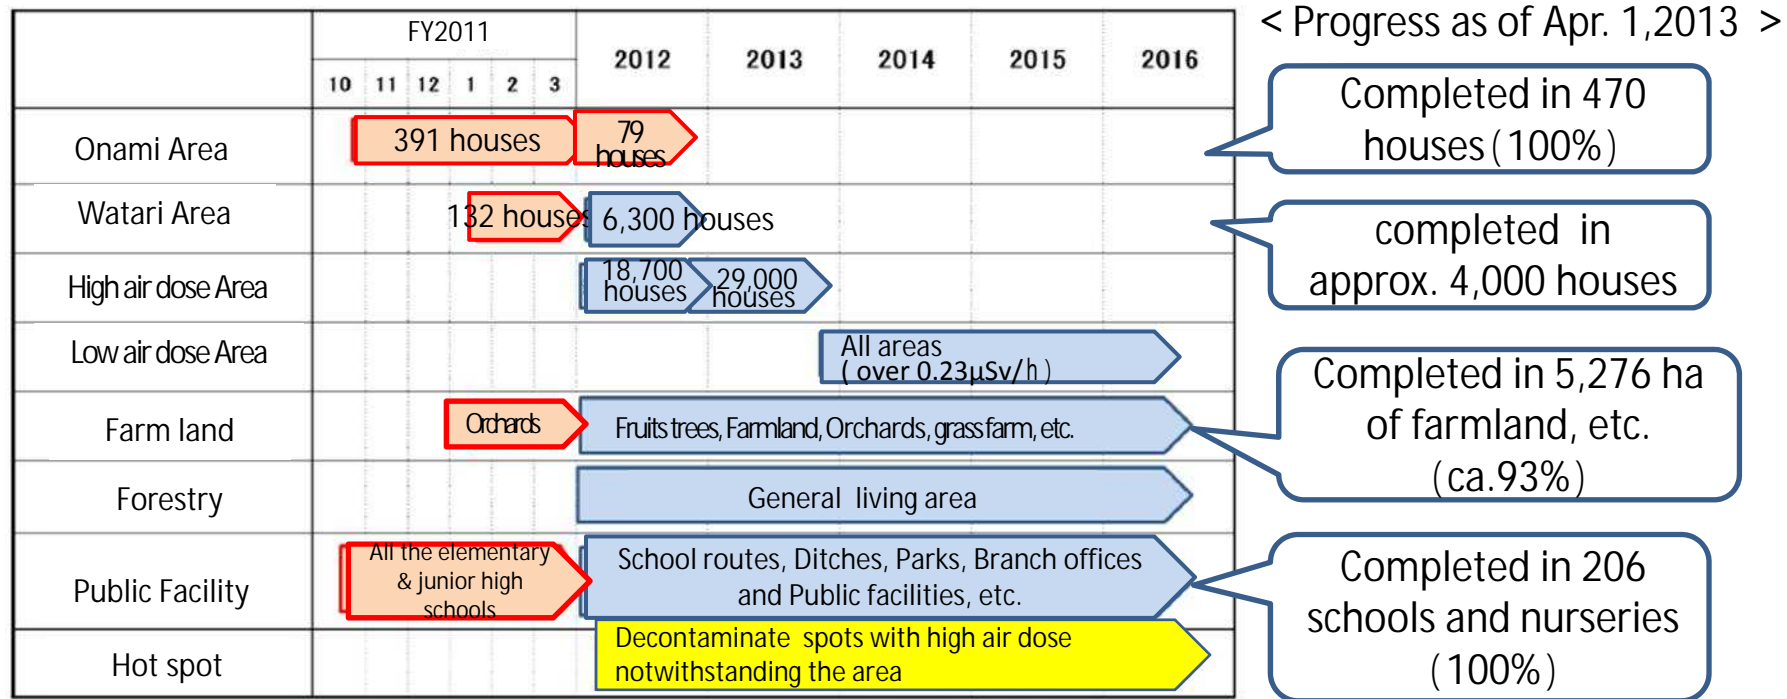 FY2011
10 11 12 1 2 3
2012 2013 2014 2015 2016
< Progress as of Apr. 1,2013 >
Onami Area
391 houses
79
houses
Completed in 470
houses(100%)
Watari Area
132 houses
6,300 houses
completed in
approx. 4,000 houses
High air dose Area
18,700
houses
29,000
houses
Low air dose Area
All areas
( over 0.23μSv/h )
Farm land
Orchards
Fruits trees, Farmland, Orchards, grass farm, etc.
Completed in 5,276 ha
of farmland, etc.
(ca.93%)
Forestry
General living area
Public Facility
All the elementary
& junior high
schools
School routes, Ditches, Parks, Branch offices
and Public facilities, etc.
Completed in 206
schools and nurseries
(100%)
Hot spot
Decontaminate spots with high air dose
notwithstanding the area